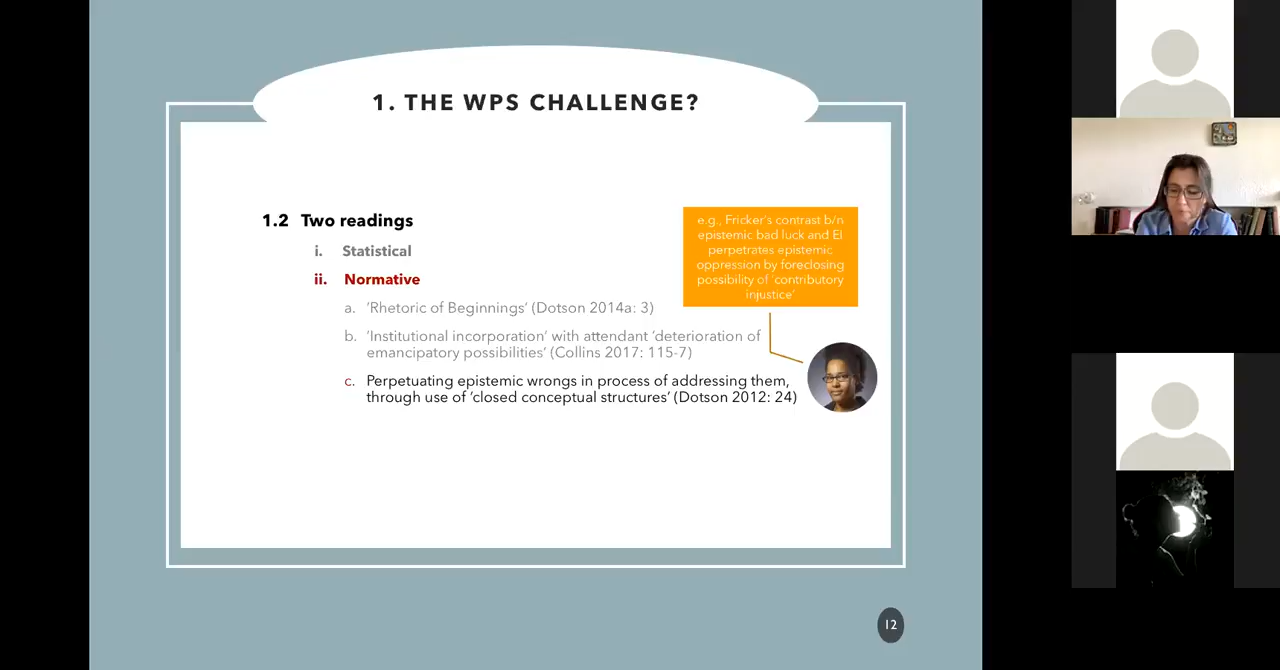 1. THE WPS CHALLENGE?
1.2 Two readings
i. Statistical
ii. Normative
a. ‘Rhetoric of Beginnings’ (Dotson 2014a: 3)
b. ‘Institutional incorporation’ with attendant ‘deterioration of
emancipatory possibilities’ (Collins 2017: 115-7)
c. Perpetuating epistemic wrongs in process of addressing them,
through use of ‘closed conceptual structures’ (Dotson 2012: 24)
e.g., Fricker's contrast b/n
epistemic bad luck and EI
perpetrates epistemic
oppression by foreclosing
possibility of ‘contributory
injustice’
12